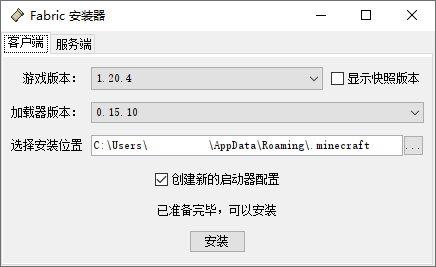 Fabric 安装器
客户端 服务端
游戏版本： 1.20.4 显示快照版本
加载器版本： 0.15.10
选择安装位置 C:\Users\ \AppData\Roaming\.minecraft ...
创建新的启动器配置
已准备完毕，可以安装
安装